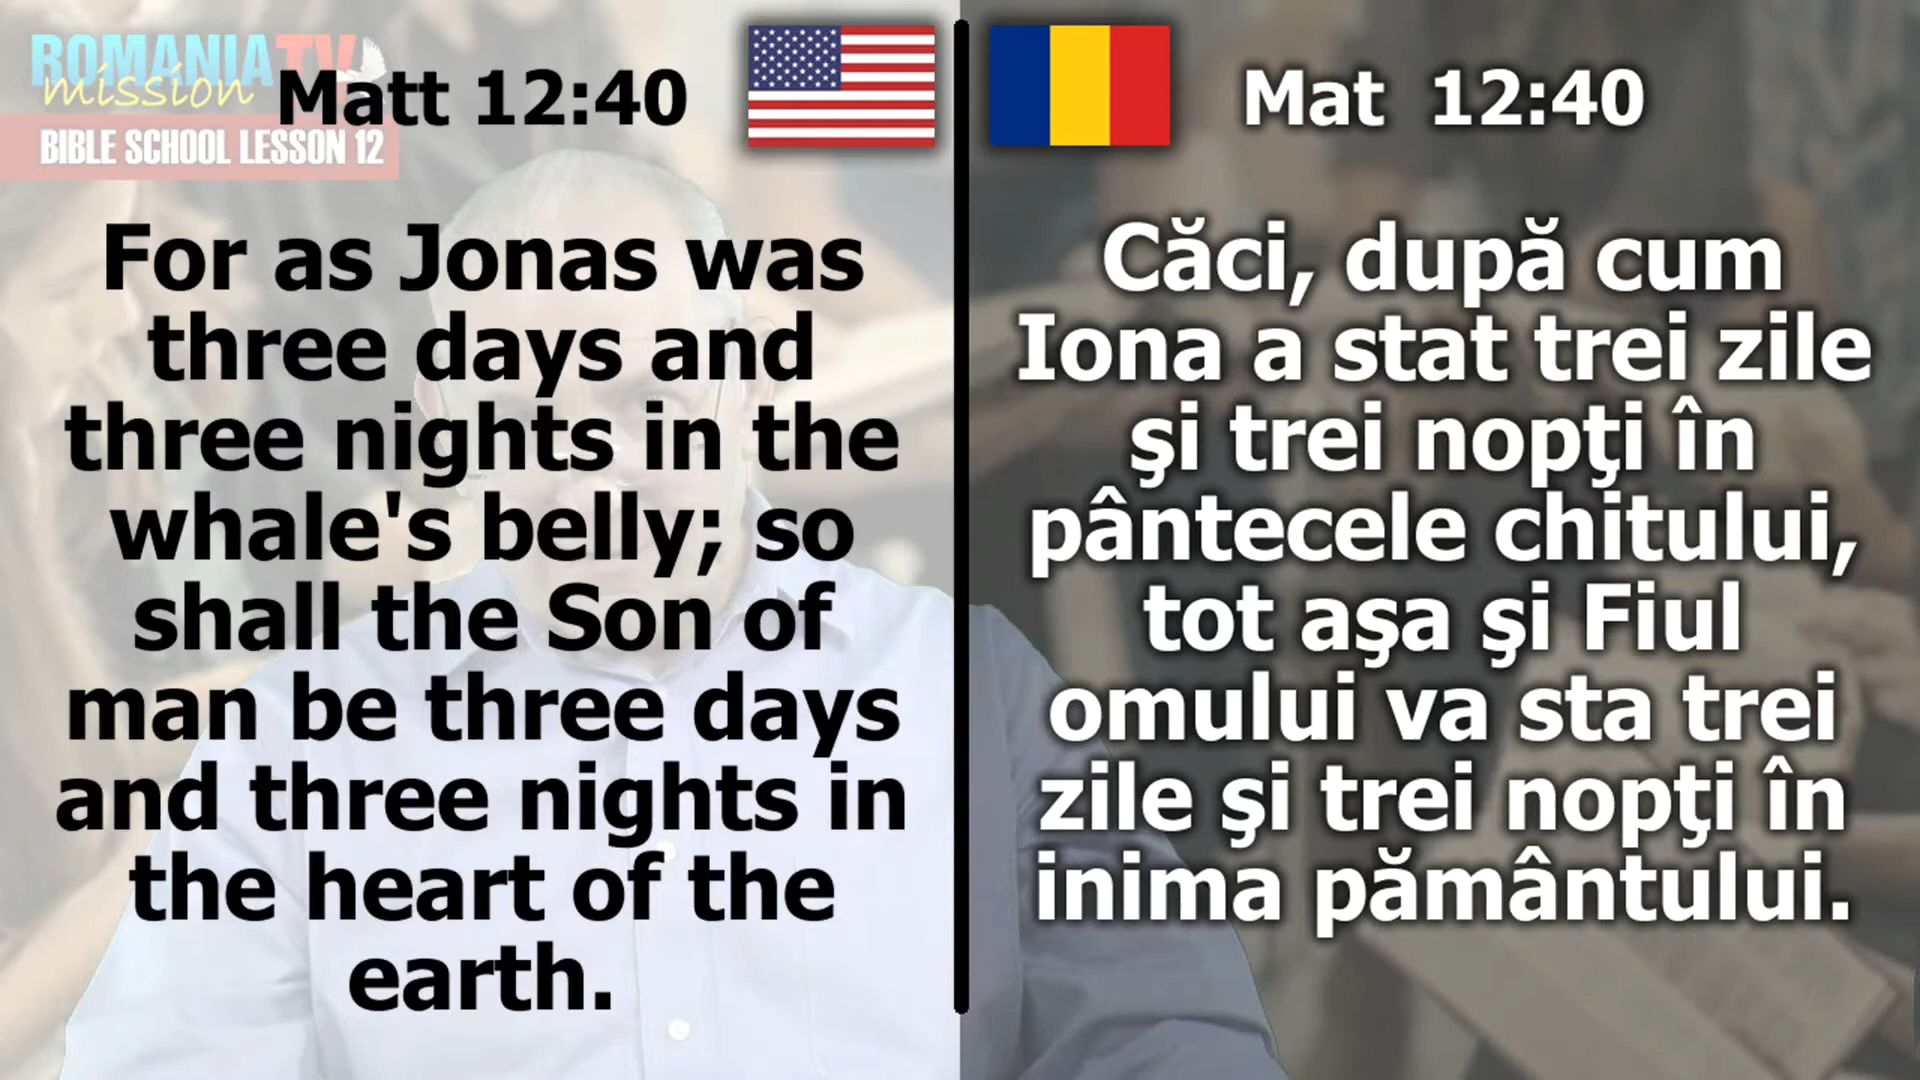 ROMANIA TV
mission
BIBLE SCHOOL LESSON 12
Matt 12:40
For as Jonas was
three days and
three nights in the
whale's belly; so
shall the Son of
man be three days
and three nights in
the heart of the
earth.
Mat 12:40
Căci, după cum
Iona a stat trei zile
şi trei nopţi în
pântecele chitului,
tot aşa şi Fiul
omului va sta trei
zile şi trei nopţi în
inima pământului.